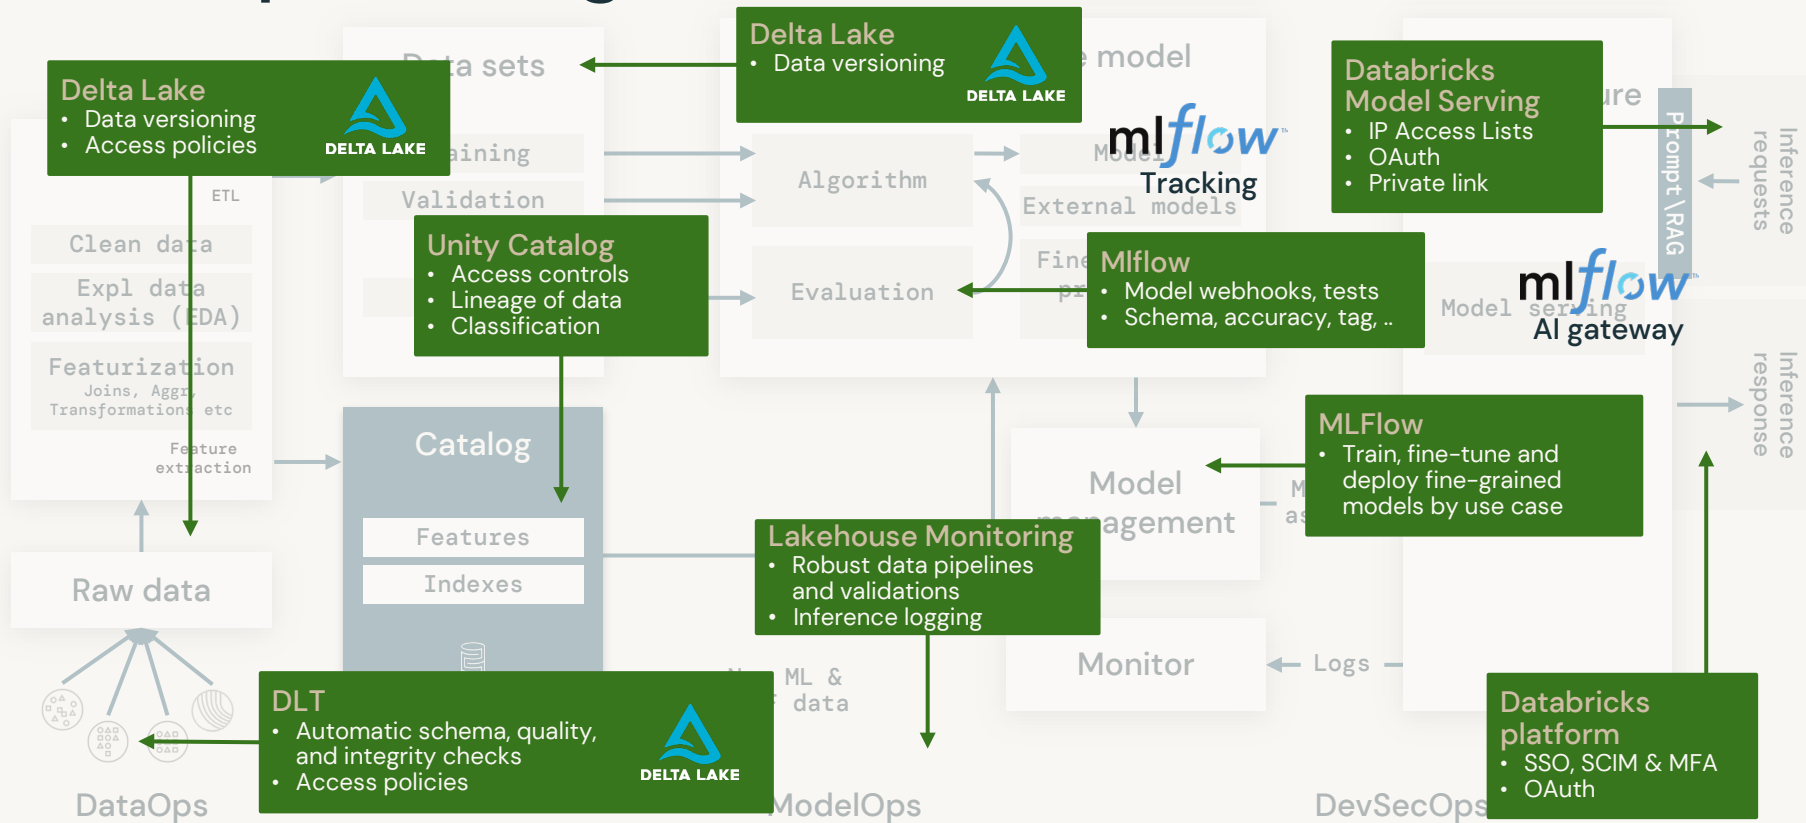 Delta Lake
• Data versioning
• Access policies
DELTA LAKE
ETL
Clean data
Expl data
analysis (EDA)
Featurization
Joins, Aggr,
Transformations etc
Feature
extraction
Raw data
DataOps
sets
Validation
Delta Lake
• Data versioning
DELTA LAKE
Unity Catalog
• Access controls
• Lineage of data
• Classification
Catalog
Features
Indexes
DLT
• Automatic schema, quality,
and integrity checks
• Access policies
DELTA LAKE
model
Algorithm
Evaluation
mlflow™
Tracking
Model
External models
Mlflow
• Model webhooks, tests
• Schema, accuracy, tag, ..
Lakehouse Monitoring
• Robust data pipelines
and validations
• Inference logging
ML &
data
ModelOps
Model
Monitor
Logs
MLFlow
• Train, fine-tune and
deploy fine-grained
models by use case
Databricks
Model Serving
• IP Access Lists
• OAuth
• Private link
Prompt\RAG
Inference
requests
mlflow™
AI gateway
Model serving
Inference
response
Databricks
platform
• SSO, SCIM & MFA
• OAuth
DevSecOps